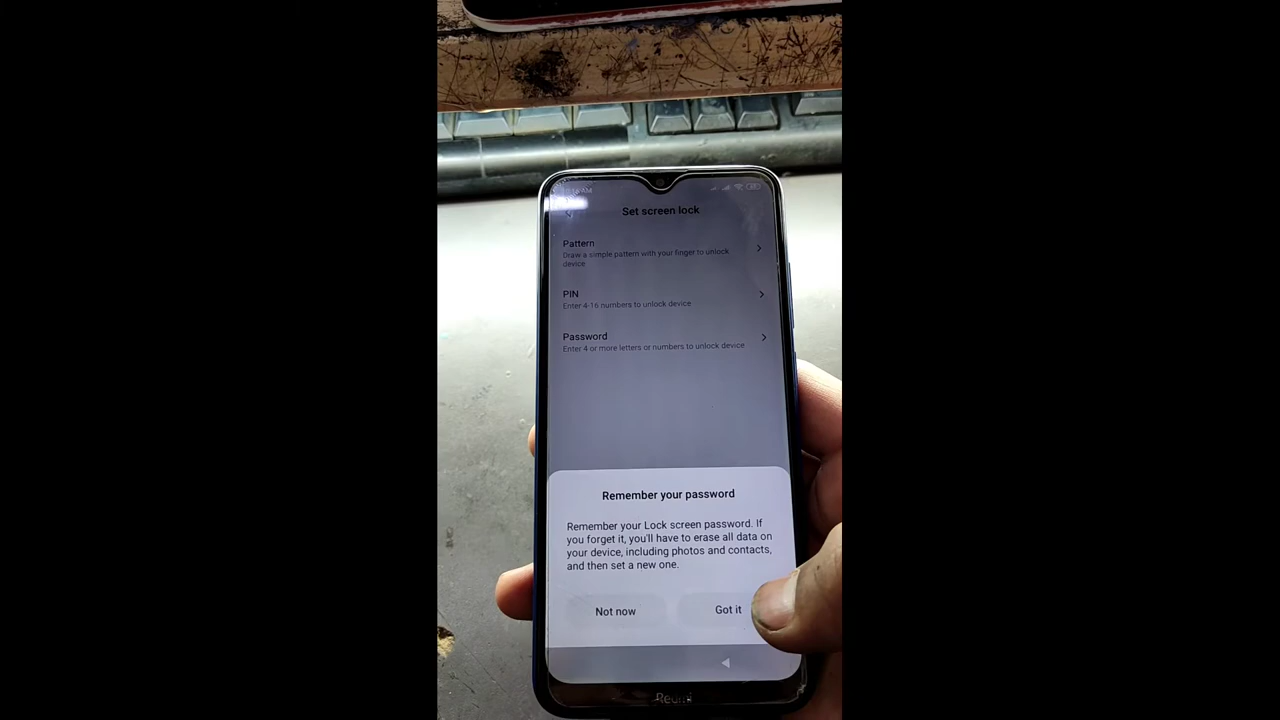 Set screen lock
Pattern
Draw a simple pattern with your finger to unlock
device
PIN
Enter 4-16 numbers to unlock device
Password
Enter 4 or more letters or numbers to unlock device
Remember your password
Remember your Lock screen password. If
you forget it, you'll have to erase all data on
your device, including photos and contacts,
and then set a new one.
Not now
Got it
Redmi